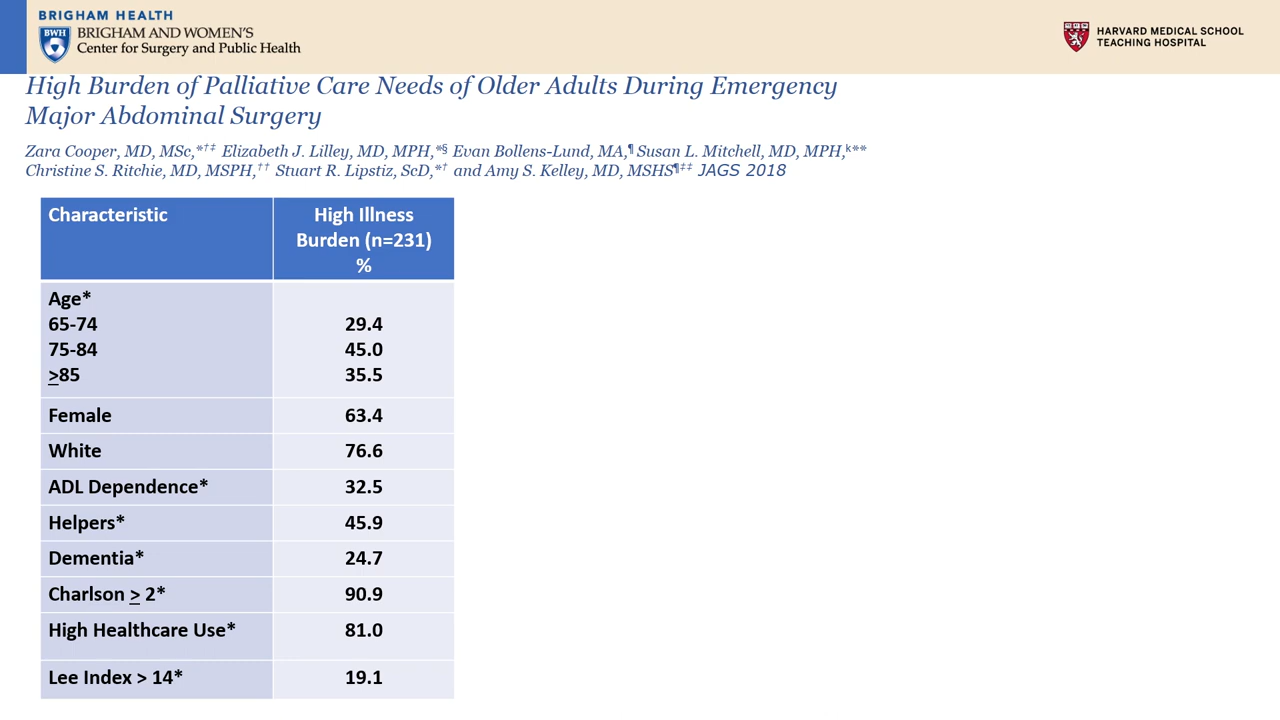 BRIGHAM HEALTH
BWH
BRIGHAM AND WOMEN'S
Center for Surgery and Public Health
HARVARD MEDICAL SCHOOL
TEACHING HOSPITAL
High Burden of Palliative Care Needs of Older Adults During Emergency
Major Abdominal Surgery
Zara Cooper, MD, MSc,*†‡ Elizabeth J. Lilley, MD, MPH,*§ Evan Bollens-Lund, MA,¶ Susan L. Mitchell, MD, MPH,k**
Christine S. Ritchie, MD, MSPH,†† Stuart R. Lipstiz, ScD,*† and Amy S. Kelley, MD, MSHS¶‡‡ JAGS 2018
Characteristic
High Illness
Burden (n=231)
%
Age*
65-74 29.4
75-84 45.0
≥85 35.5
Female 63.4
White 76.6
ADL Dependence* 32.5
Helpers* 45.9
Dementia* 24.7
Charlson ≥ 2* 90.9
High Healthcare Use* 81.0
Lee Index > 14* 19.1